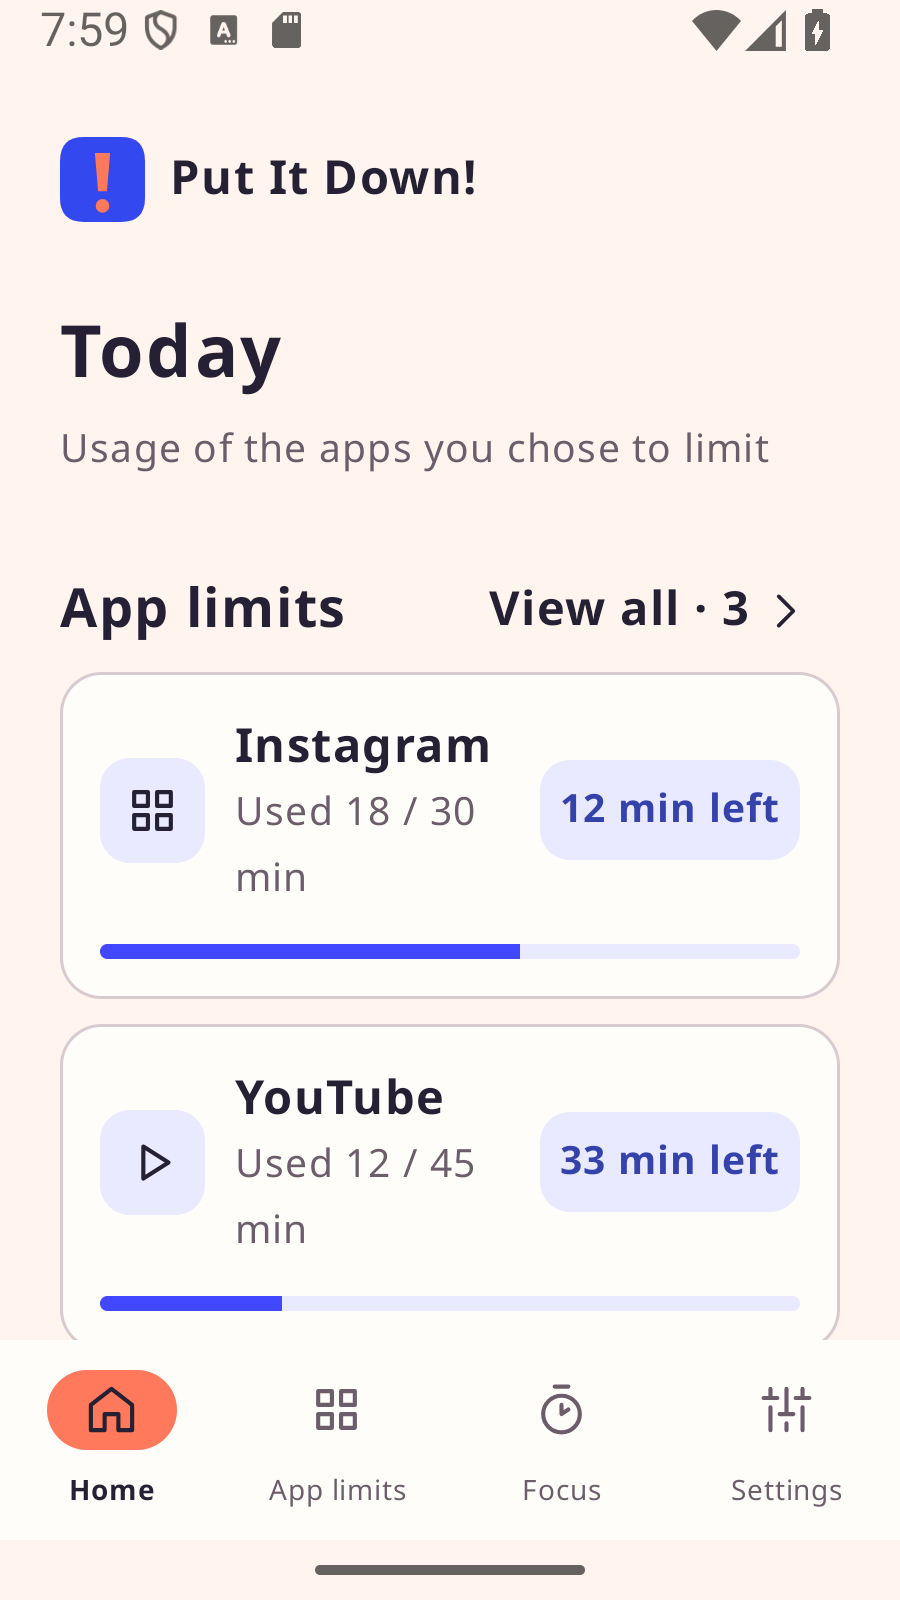 7:59
Put It Down!
Today
Usage of the apps you chose to limit
App limits
View all · 3
Instagram
Used 18 / 30
min
12 min left
YouTube
Used 12 / 45
min
33 min left
Home
App limits
Focus
Settings